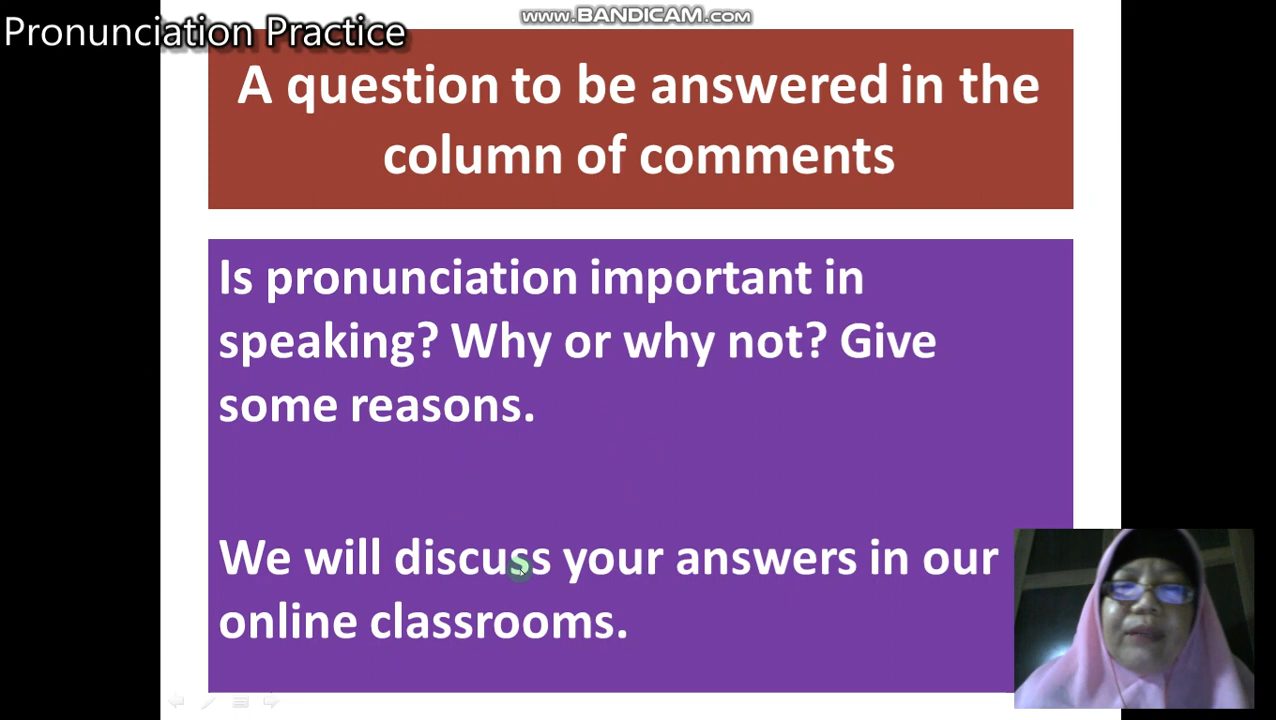 www.BANDICAM.com
Pronunciation Practice
A question to be answered in the
column of comments
Is pronunciation important in
speaking? Why or why not? Give
some reasons.
We will discuss your answers in our
online classrooms.